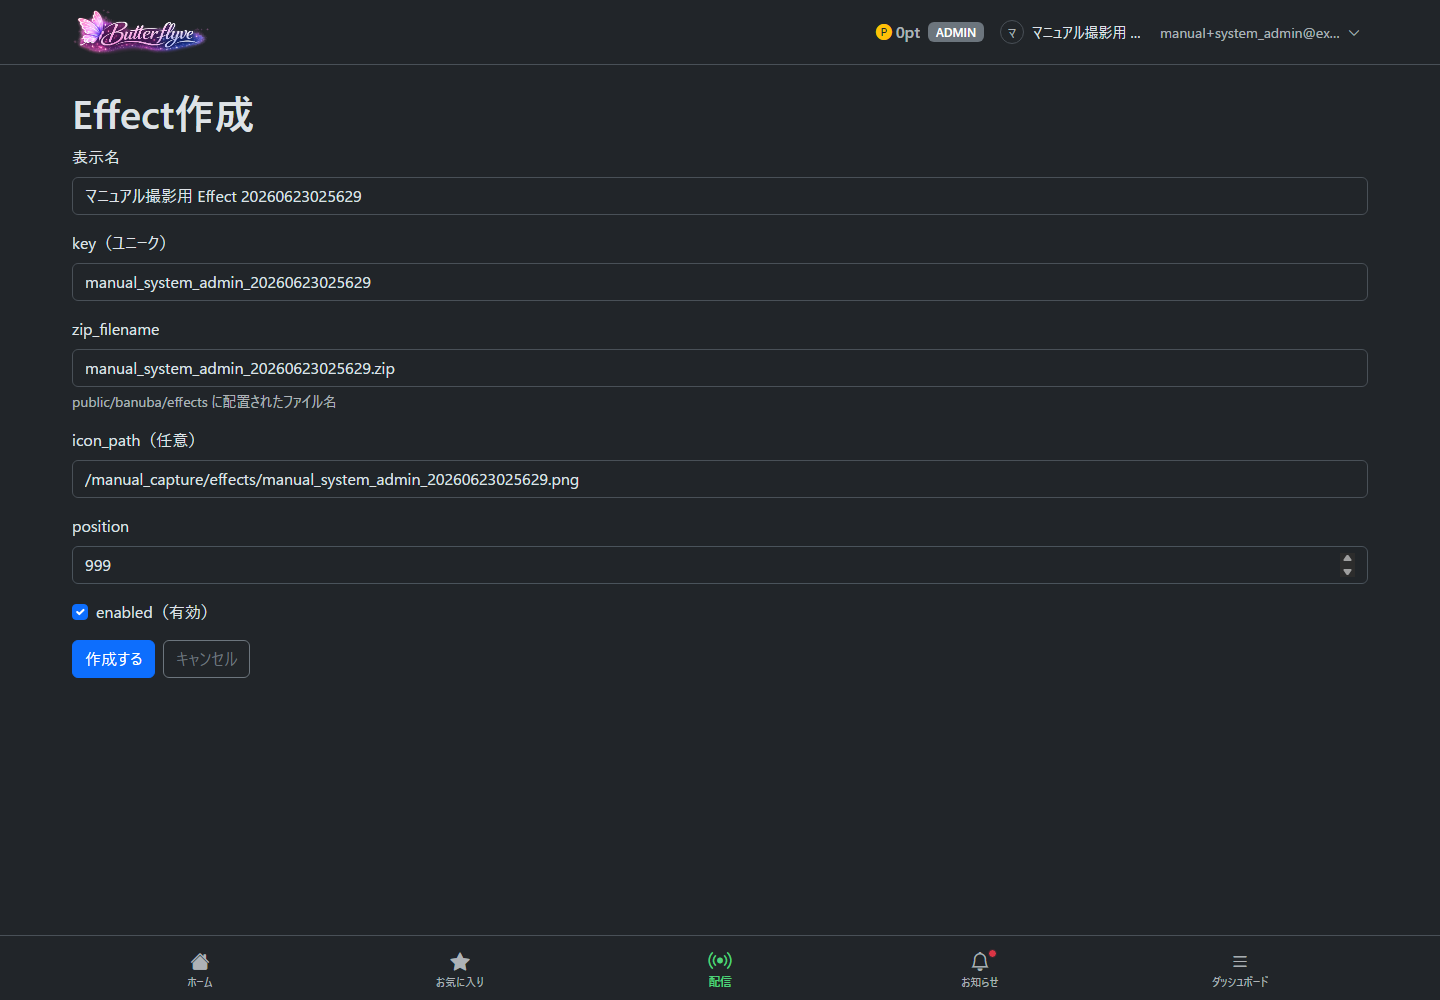 Butterflyve
P 0pt ADMIN マ マニュアル撮影用 ... manual+system_admin@ex...
Effect作成
表示名
マニュアル撮影用 Effect 20260623025629
key（ユニーク）
manual_system_admin_20260623025629
zip_filename
manual_system_admin_20260623025629.zip
public/banuba/effects に配置されたファイル名
icon_path（任意）
/manual_capture/effects/manual_system_admin_20260623025629.png
position
999
enabled（有効）
作成する キャンセル
ホーム お気に入り 配信 お知らせ ダッシュボード